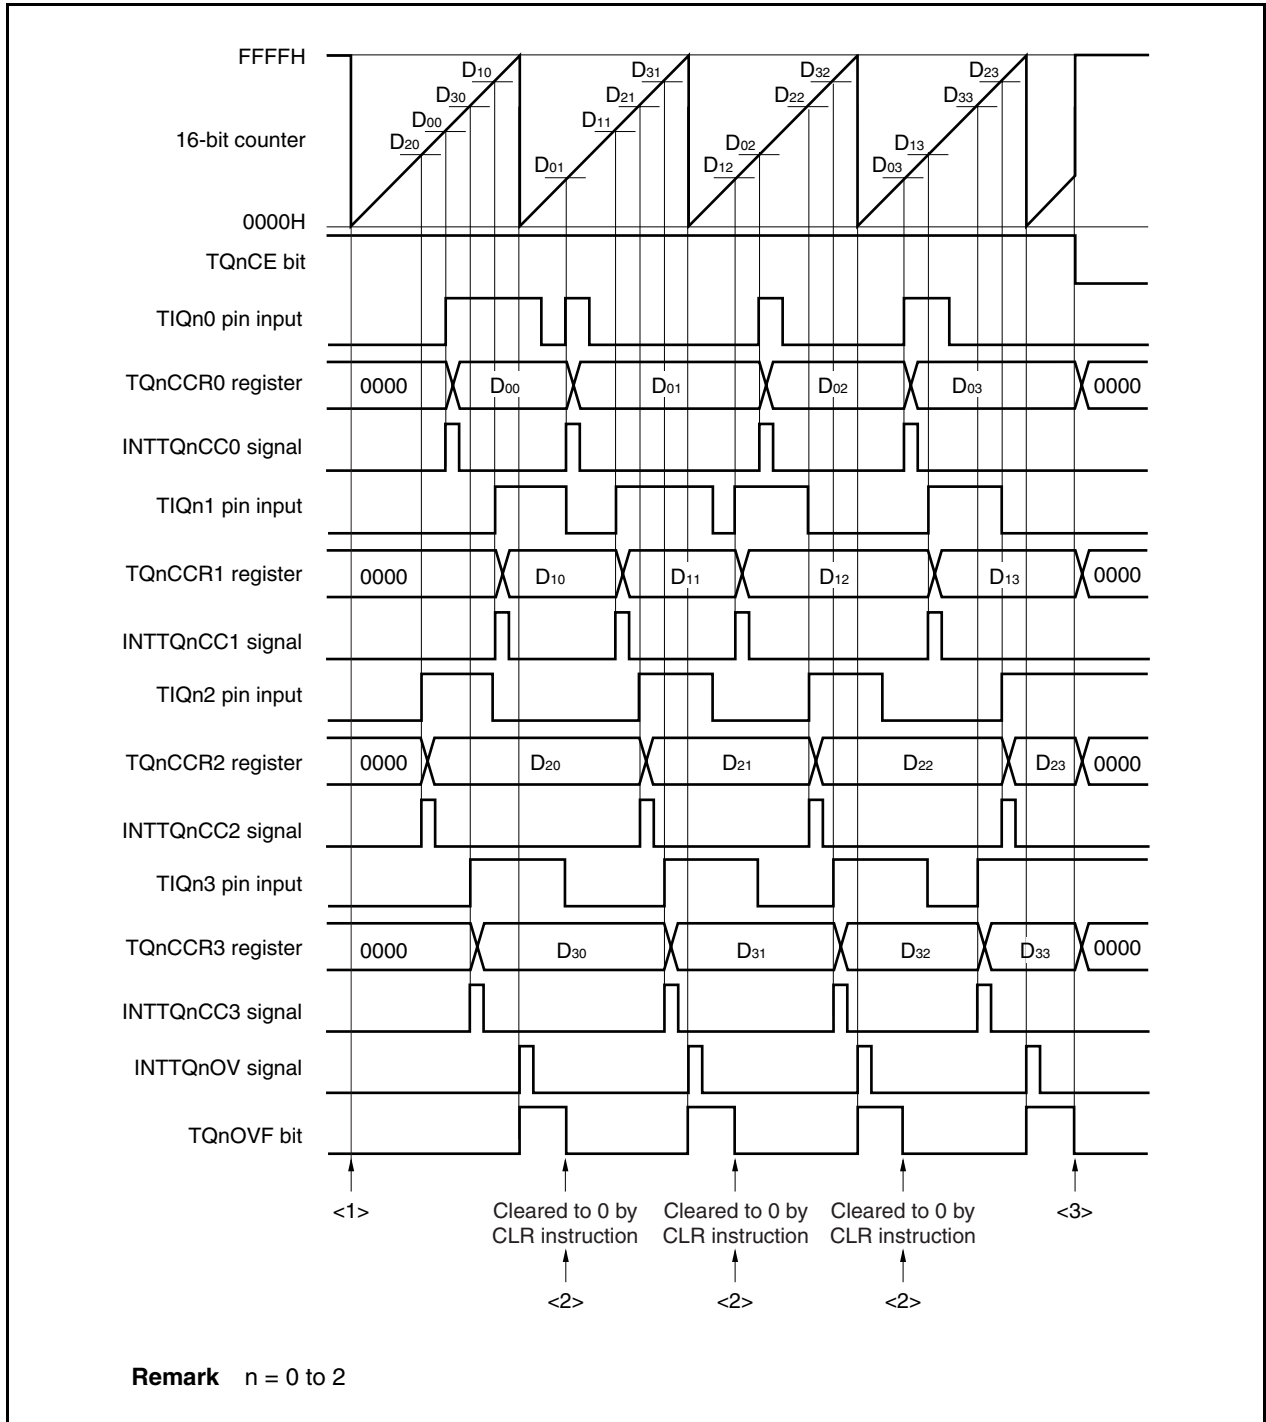 FFFFH
D10 D31 D32 D23
D30 D21 D22 D33
D00 D11
16-bit counter
D20 D02 D13
D01 D12 D03
0000H
TQnCE bit
TIQn0 pin input
TQnCCR0 register 0000 D00 D01 D02 D03 0000
INTTQnCC0 signal
TIQn1 pin input
TQnCCR1 register 0000 D10 D11 D12 D13 0000
INTTQnCC1 signal
TIQn2 pin input
TQnCCR2 register 0000 D20 D21 D22 D23 0000
INTTQnCC2 signal
TIQn3 pin input
TQnCCR3 register 0000 D30 D31 D32 D33 0000
INTTQnCC3 signal
INTTQnOV signal
TQnOVF bit
<1> Cleared to 0 by Cleared to 0 by Cleared to 0 by <3>
CLR instruction CLR instruction CLR instruction
<2> <2> <2>
Remark n = 0 to 2